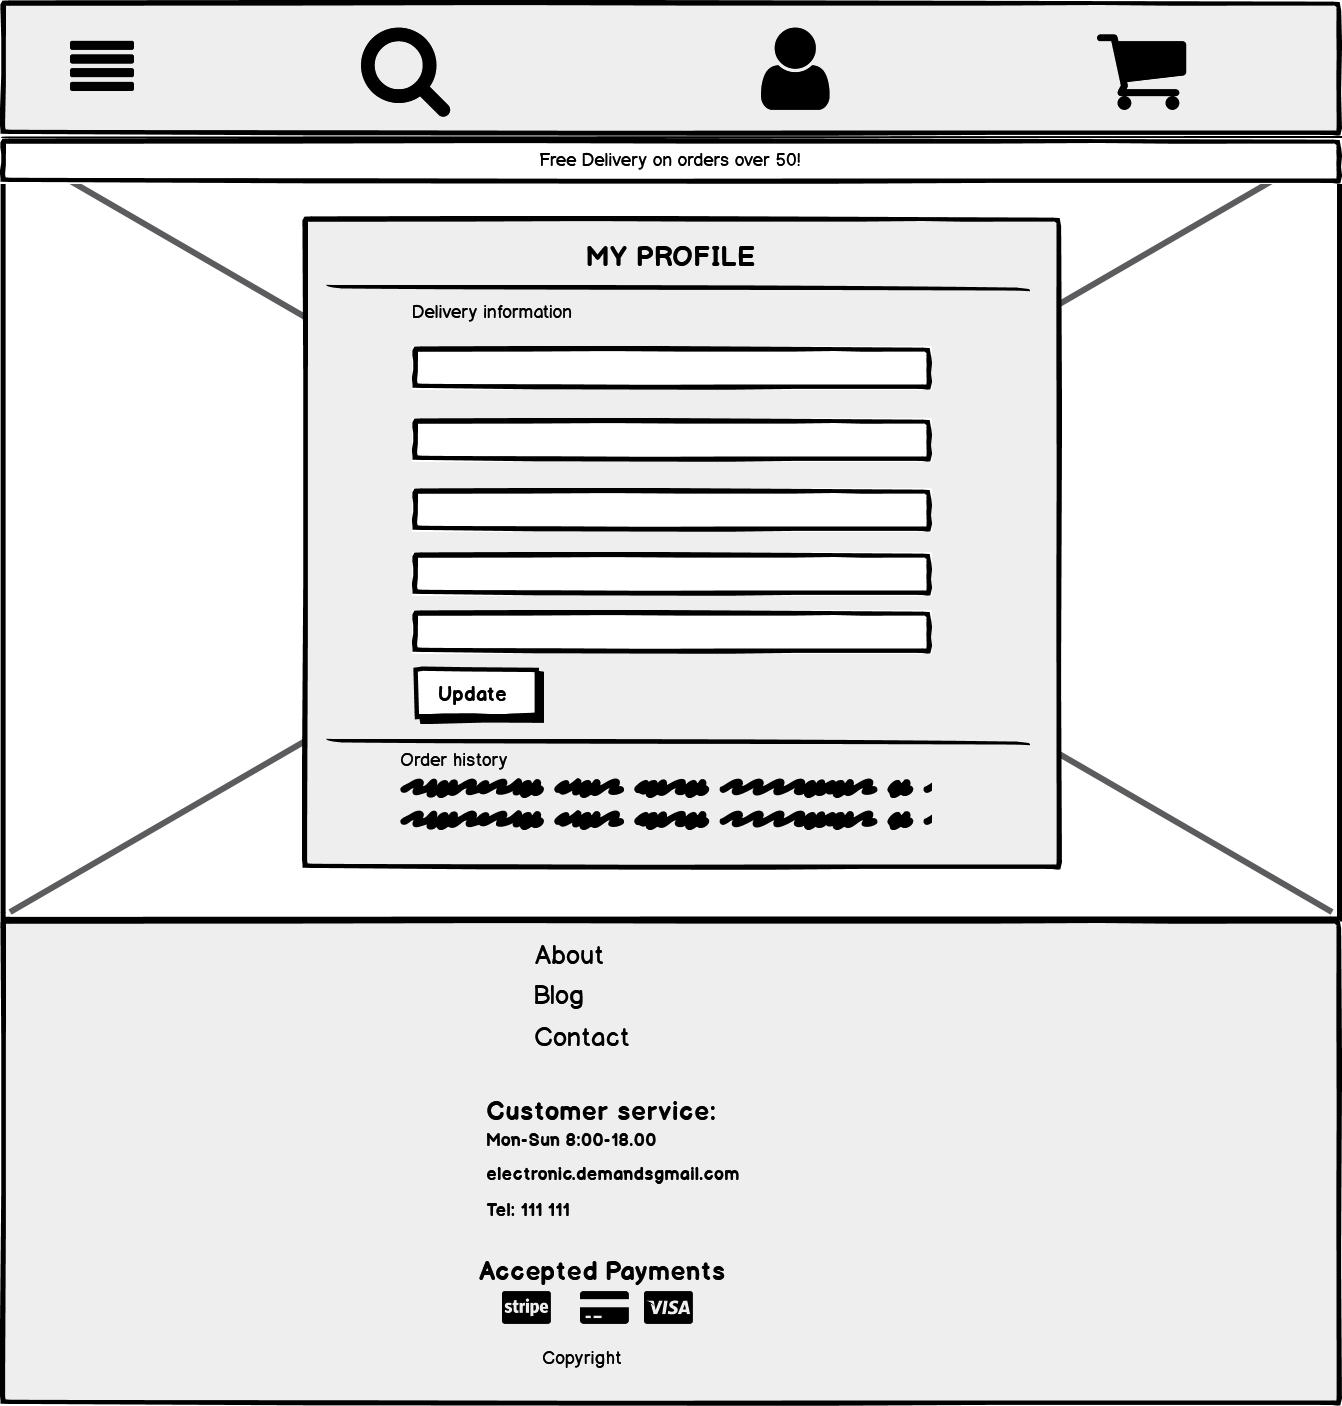 Free Delivery on orders over 50!
MY PROFILE
Delivery information
Update
Order history
About
Blog
Contact
Customer service:
Mon-Sun 8:00-18.00
electronic.demandsgmail.com
Tel: 111 111
Accepted Payments
stripe VISA
Copyright